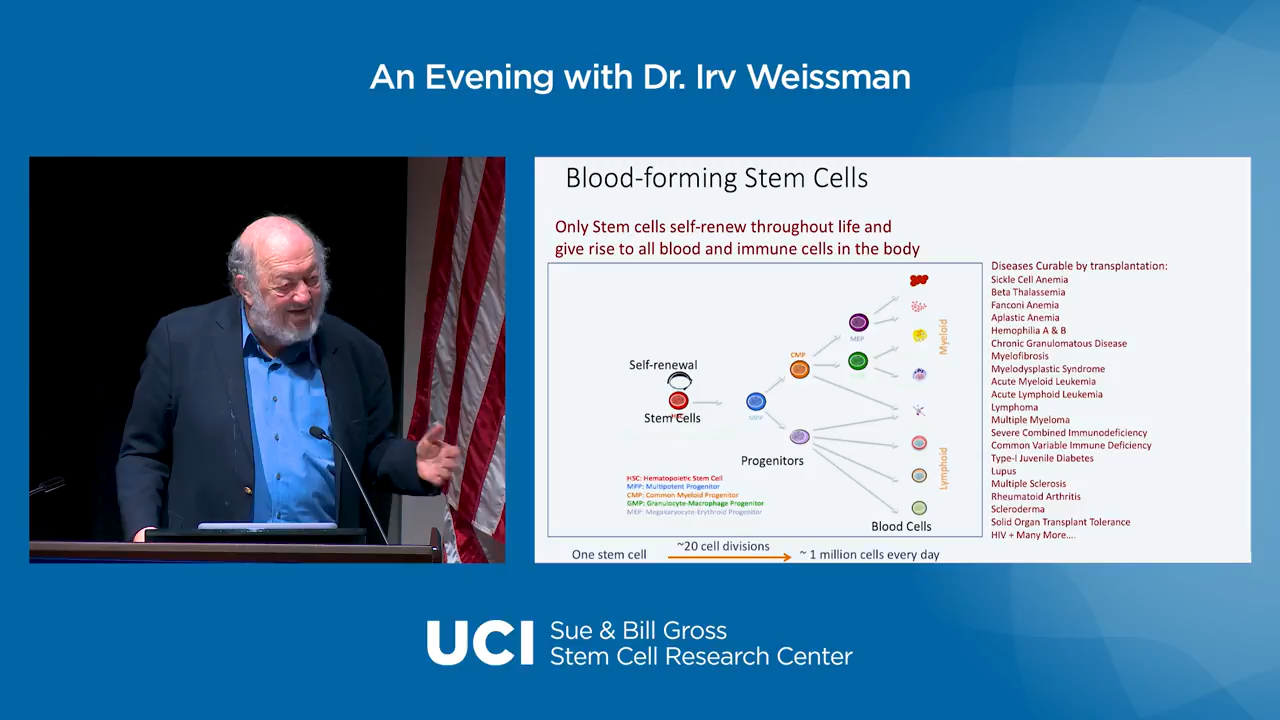 An Evening with Dr. Irv Weissman
Blood-forming Stem Cells
Only Stem cells self-renew throughout life and
give rise to all blood and immune cells in the body
Self-renewal
Stem Cells
MPP
CMP
MEP
Progenitors
Myeloid
Lymphoid
Blood Cells
HSC: Hematopoietic Stem Cell
MPP: Multipotent Progenitor
CMP: Common Myeloid Progenitor
GMP: Granulocyte-Macrophage Progenitor
MEP: Megakaryocyte-Erythroid Progenitor
One stem cell
~20 cell divisions
~ 1 million cells every day
Diseases Curable by transplantation:
Sickle Cell Anemia
Beta Thalassemia
Fanconi Anemia
Aplastic Anemia
Hemophilia A & B
Chronic Granulomatous Disease
Myelofibrosis
Myelodysplastic Syndrome
Acute Myeloid Leukemia
Acute Lymphoid Leukemia
Lymphoma
Multiple Myeloma
Severe Combined Immunodeficiency
Common Variable Immune Deficiency
Type-I Juvenile Diabetes
Lupus
Multiple Sclerosis
Rheumatoid Arthritis
Scleroderma
Solid Organ Transplant Tolerance
HIV + Many More....
UCI
Sue & Bill Gross
Stem Cell Research Center